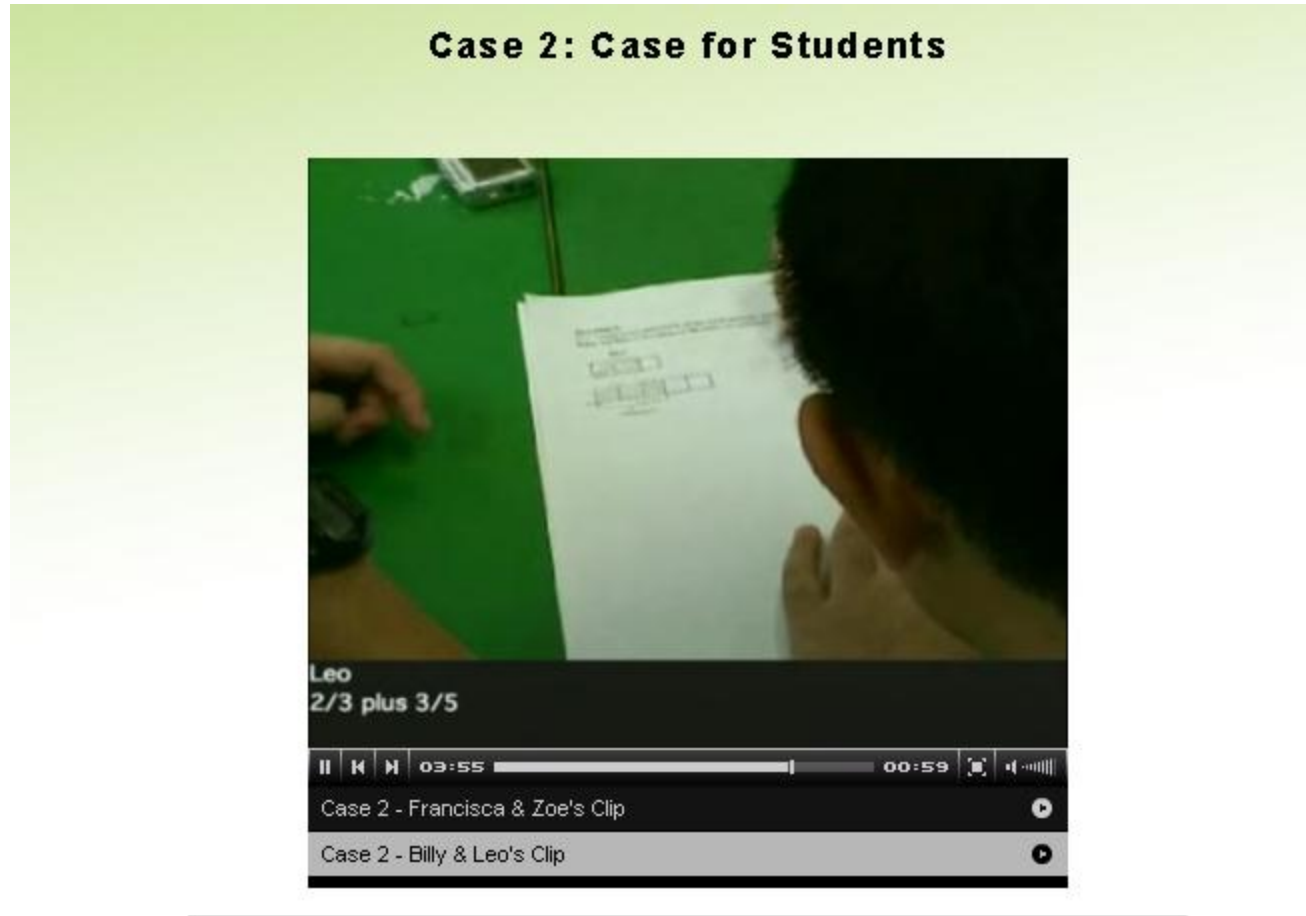 Case 2: Case for Students
Leo
2/3 plus 3/5
03:55
00:59
Case 2 - Francisca & Zoe's Clip
Case 2 - Billy & Leo's Clip